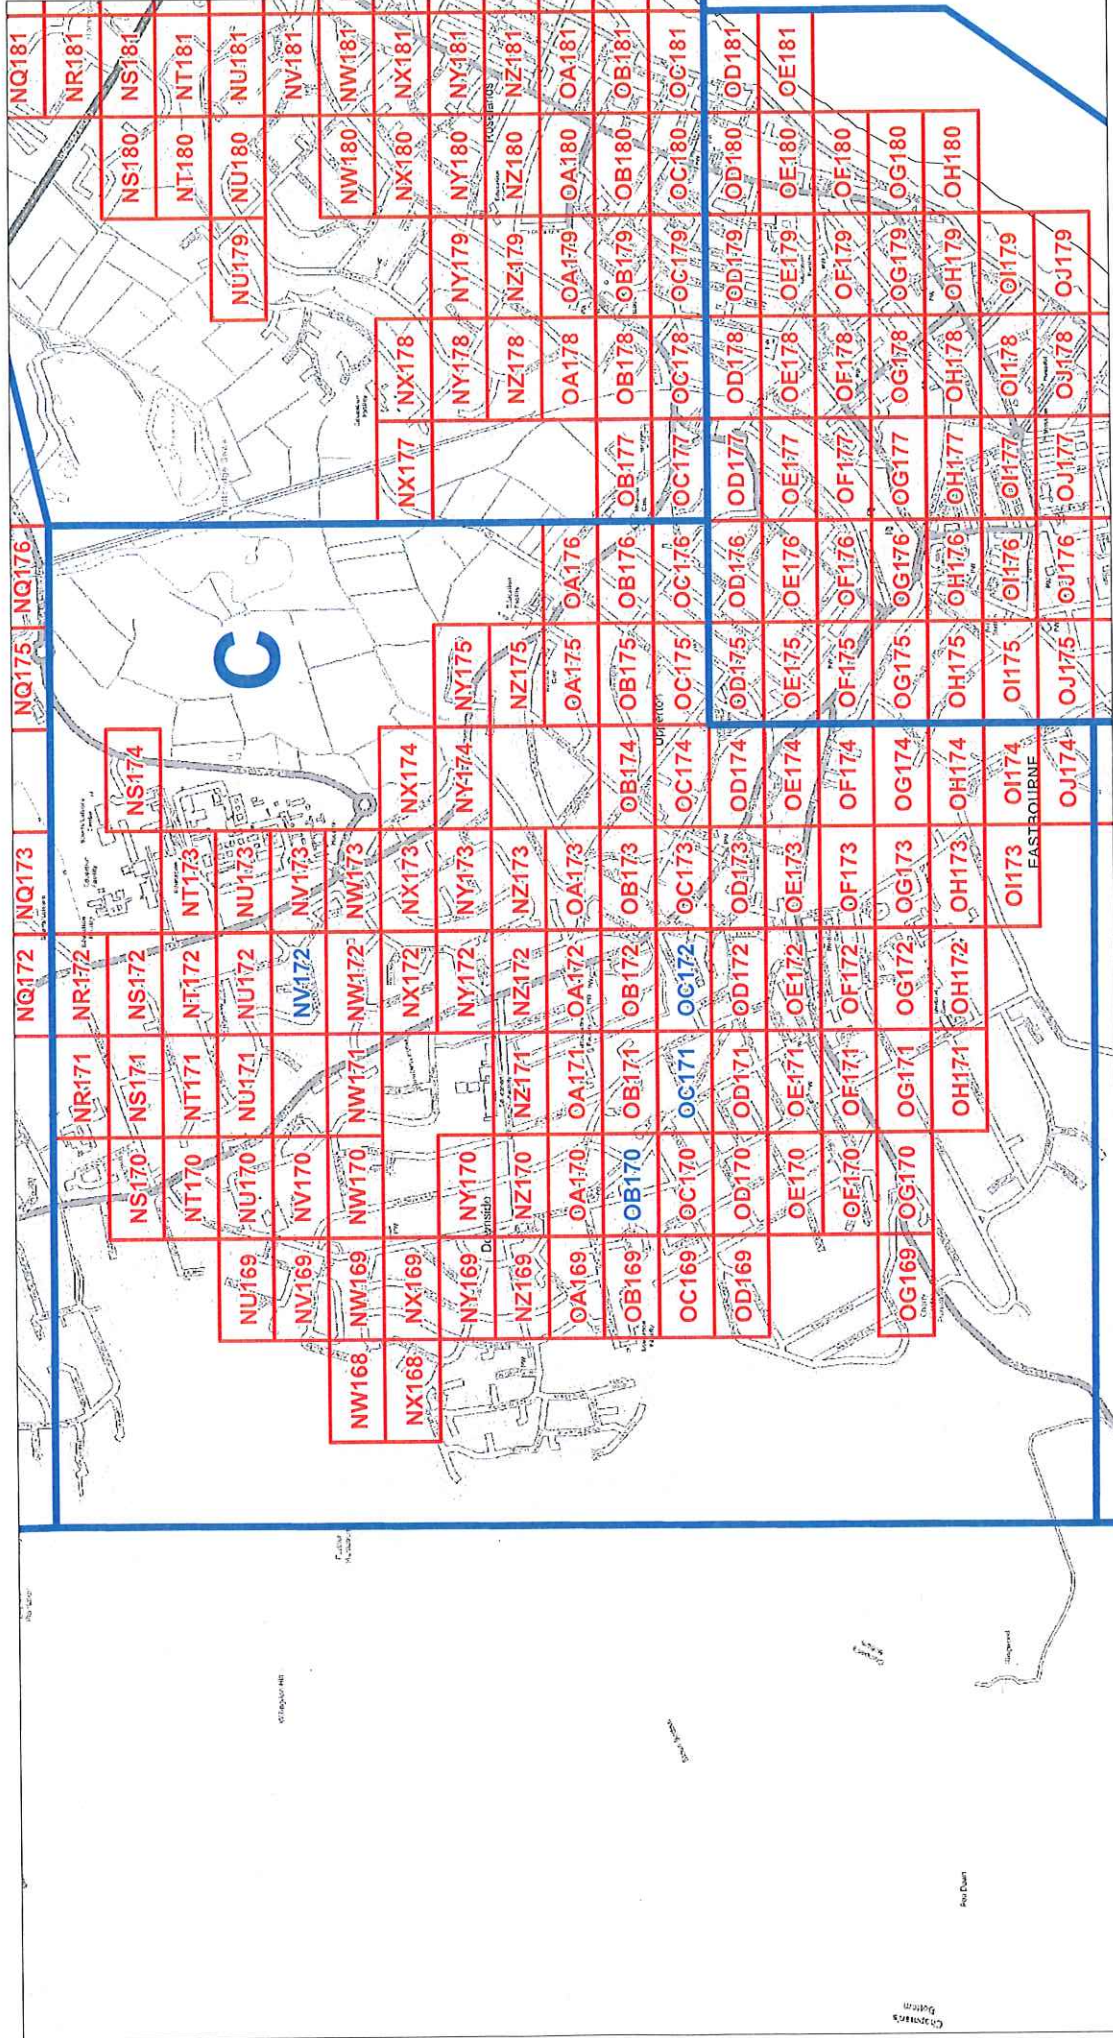 NQ172 NQ173 NQ175 NQ176 NQ181
NR171 NR172 NR181
NS170 NS171 NS172 NS174 NS180 NS181
NT170 NT171 NT172 NT173 NT180 NT181
C
NU169 NU170 NU171 NU172 NU173 NU179 NU180 NU181
Willingdon Hill
NV169 NV170 NV172 NV173 NV181
NW168 NW169 NW170 NW171 NW172 NW173 NW180 NW181
NX168 NX169 NX172 NX173 NX174 NX177 NX178 NX180 NX181
NY169 NY170 NY172 NY173 NY174 NY175 NY178 NY179 NY180 NY181
Downside
Roselands
NZ169 NZ170 NZ171 NZ172 NZ173 NZ175 NZ178 NZ179 NZ180 NZ181
OA169 OA170 OA171 OA172 OA173 OA175 OA176 OA178 OA179 OA180 OA181
OB169 OB170 OB171 OB172 OB173 OB174 OB175 OB176 OB177 OB178 OB179 OB180 OB181
Upperton
OC169 OC170 OC171 OC172 OC173 OC174 OC175 OC176 OC177 OC178 OC179 OC180 OC181
OD169 OD170 OD171 OD172 OD173 OD174 OD175 OD176 OD177 OD178 OD179 OD180 OD181
OE170 OE171 OE172 OE173 OE174 OE175 OE176 OE177 OE178 OE179 OE180 OE181
OF170 OF171 OF172 OF173 OF174 OF175 OF176 OF177 OF178 OF179 OF180
OG169 OG170 OG171 OG172 OG173 OG174 OG175 OG176 OG177 OG178 OG179 OG180
Chapman's
Bottom
OH171 OH172 OH173 OH174 OH175 OH176 OH177 OH178 OH179 OH180
Pea Down
OI173 OI174 OI175 OI176 OI177 OI178 OI179
EASTBOURNE
OJ174 OJ175 OJ176 OJ177 OJ178 OJ179